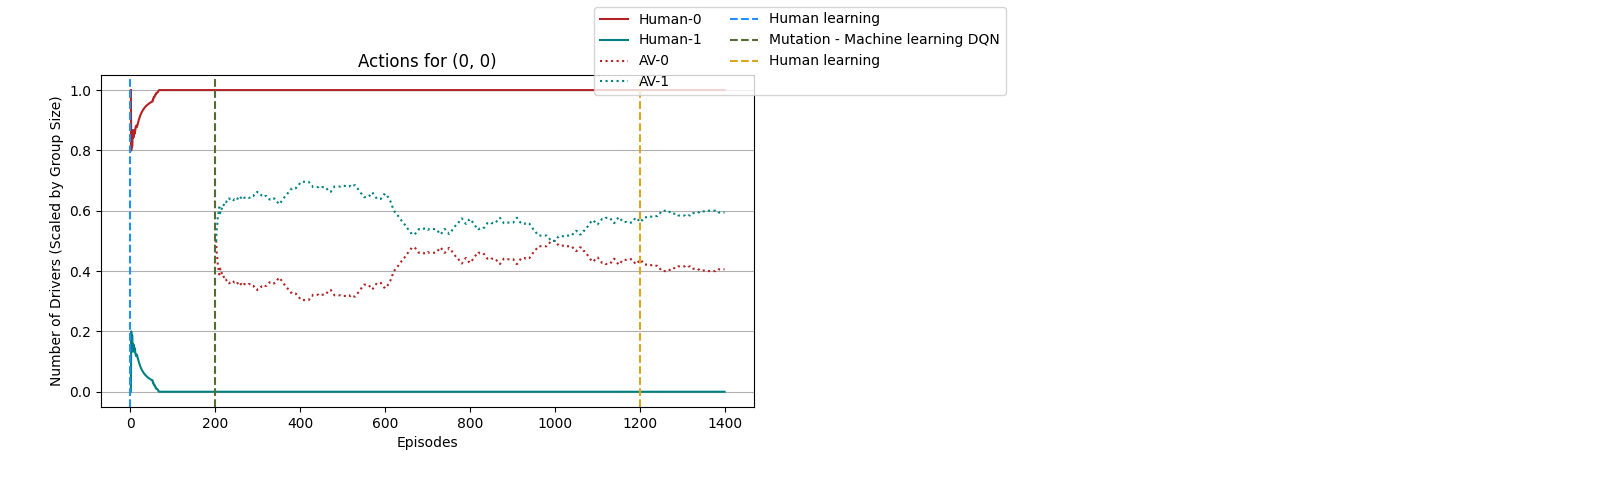 Human-0
Human-1
AV-0
AV-1
Human learning
Mutation - Machine learning DQN
Human learning
Actions for (0, 0)
Number of Drivers (Scaled by Group Size)
1.0
0.8
0.6
0.4
0.2
0.0
0 200 400 600 800 1000 1200 1400
Episodes